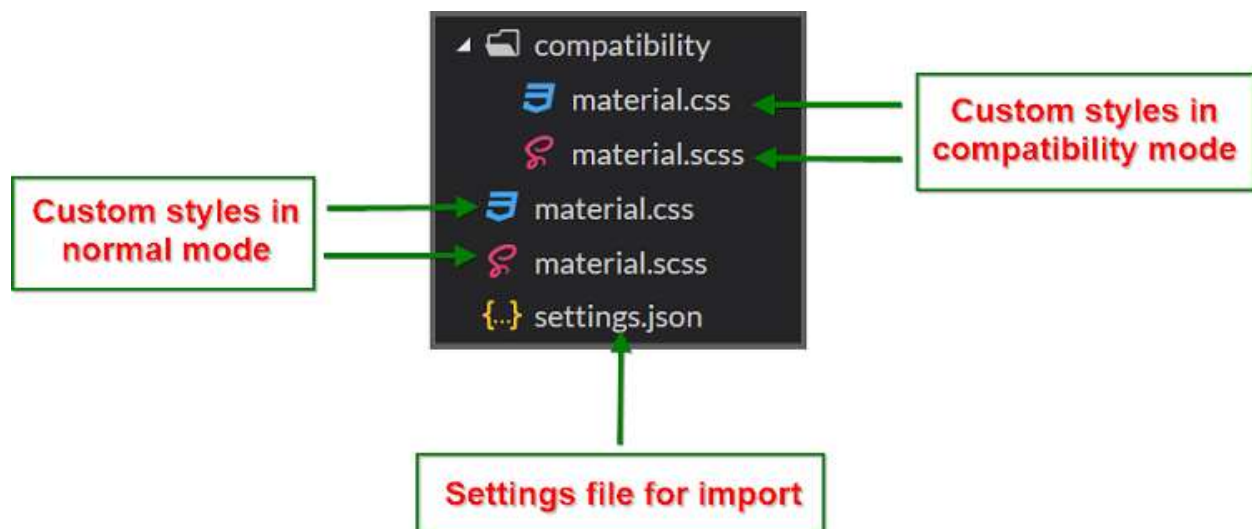 compatibility
material.css
material.scss
Custom styles in
compatibility mode
Custom styles in
normal mode
material.css
material.scss
{...} settings.json
Settings file for import